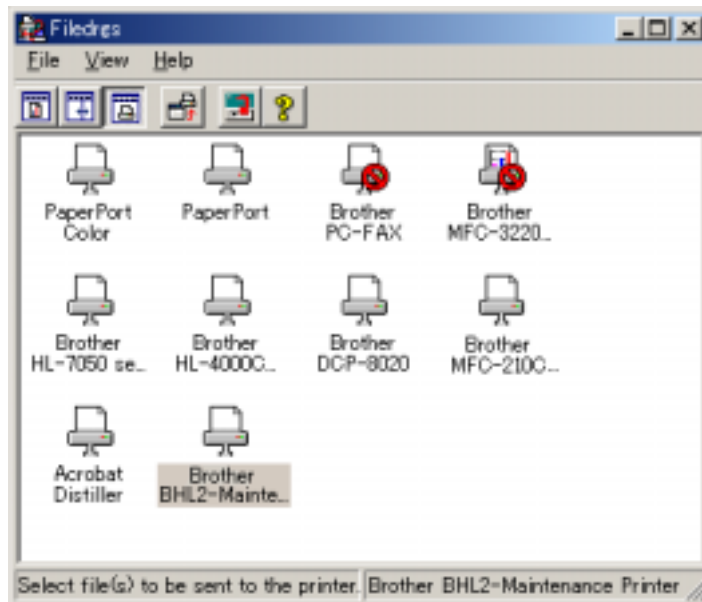 Filedrgs
File View Help
PaperPort
Color
PaperPort
Brother
PC-FAX
Brother
MFC-3220...
Brother
HL-7050 se...
Brother
HL-4000C...
Brother
DCP-8020
Brother
MFC-210C...
Acrobat
Distiller
Brother
BHL2-Mainte...
Select file(s) to be sent to the printer. Brother BHL2-Maintenance Printer